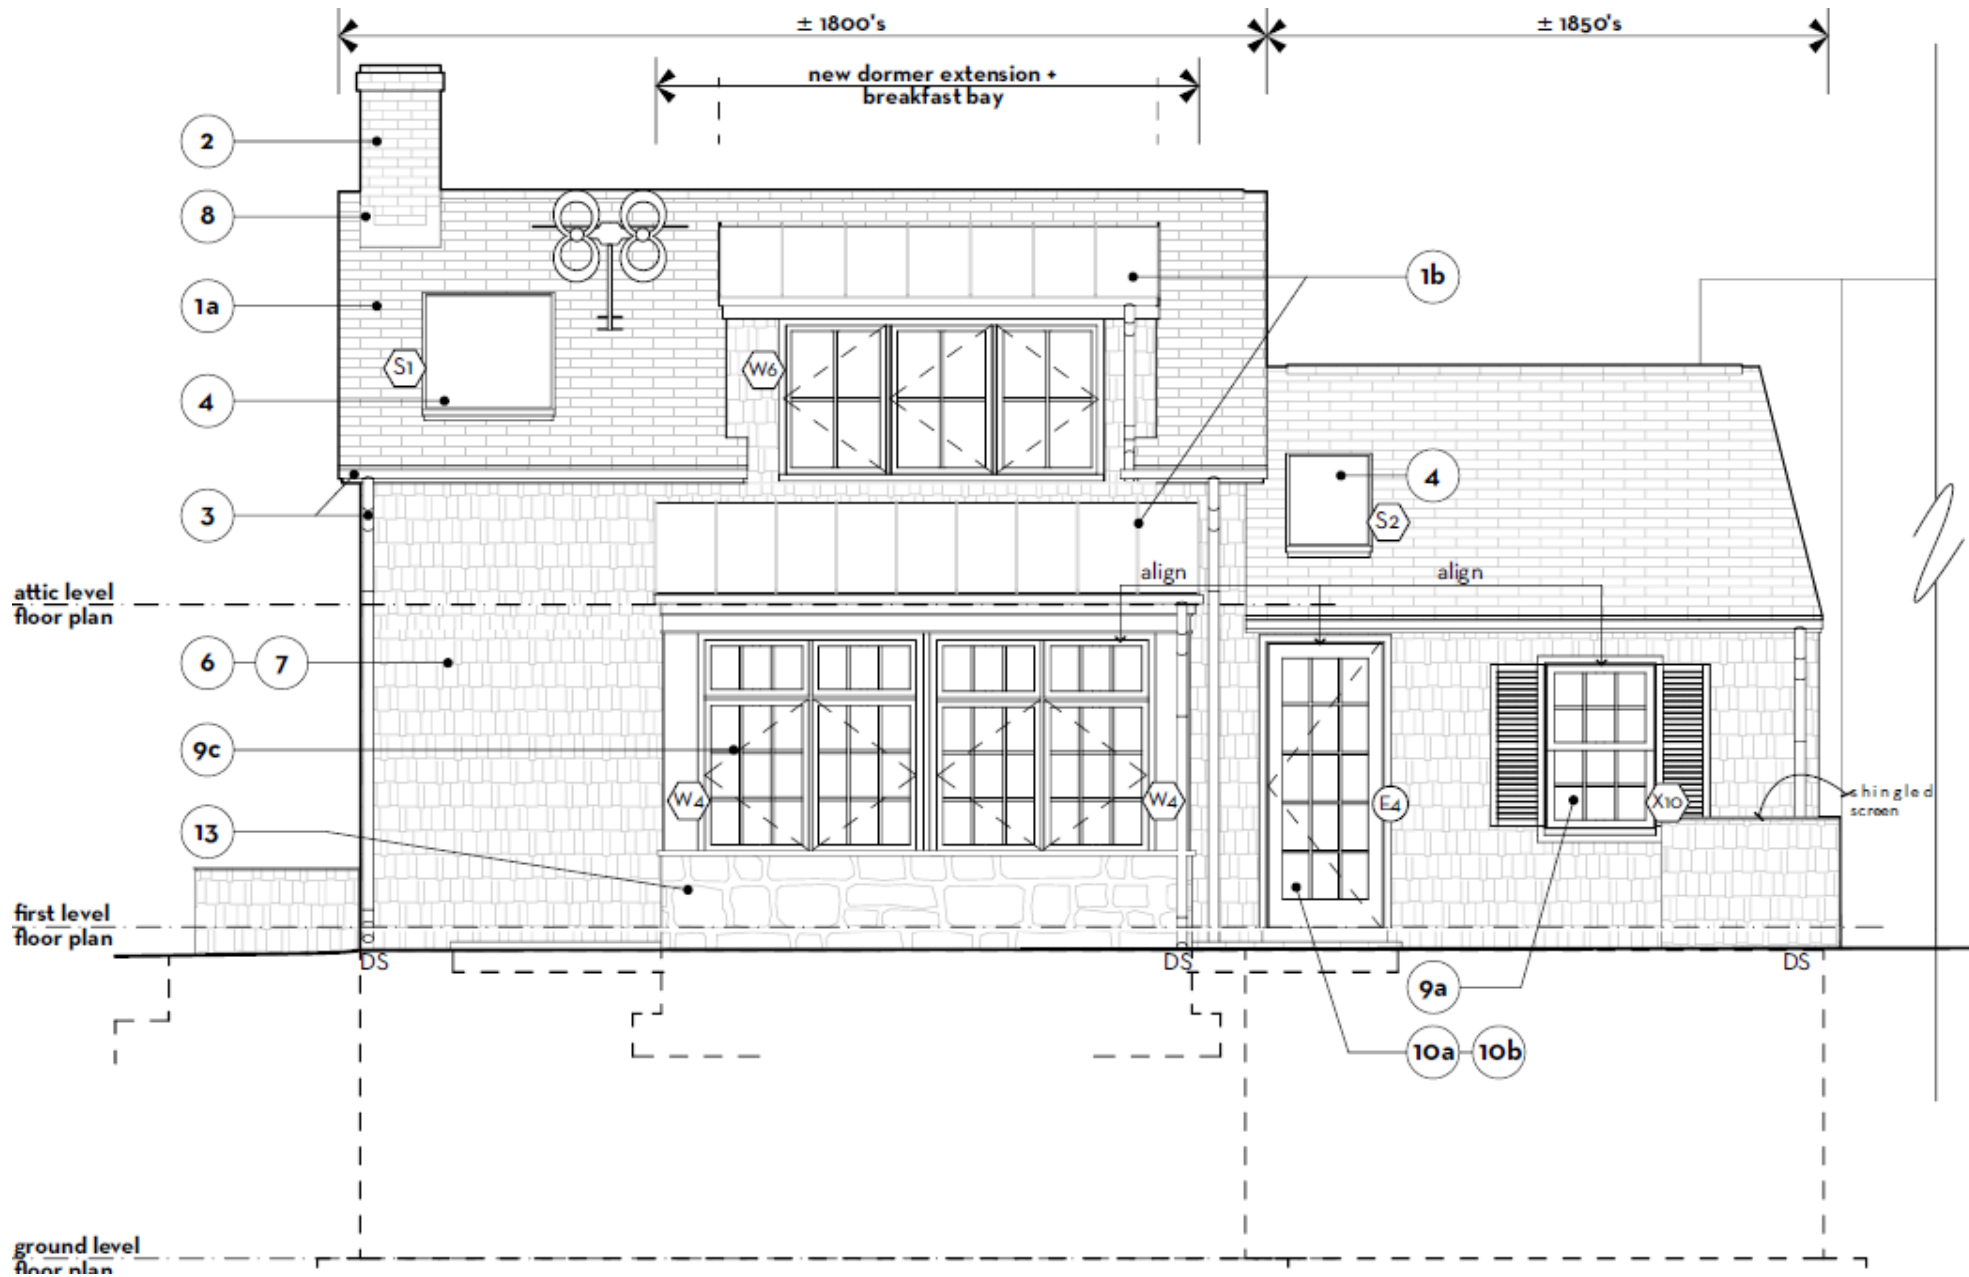 ± 1800's
± 1850's
new dormer extension +
breakfast bay
2
8
1a
1b
S1
W6
4
4
3
S2
align
align
attic level
floor plan
6
7
9c
W4
W4
E4
X10
shingled
screen
13
first level
floor plan
DS
DS
DS
9a
10a
10b
ground level
floor plan